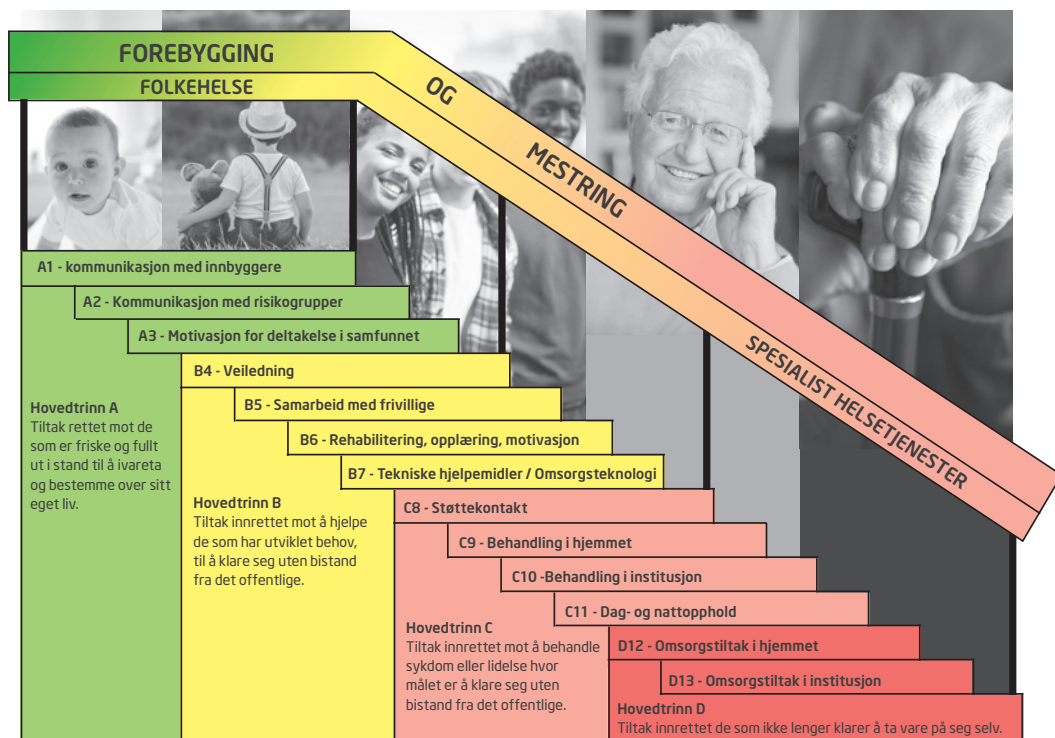 FOREBYGGING
OG
MESTRING
FOLKEHELSE
SPESIALIST HELSETJENESTER
A1 - kommunikasjon med innbyggere
A2 - Kommunikasjon med risikogrupper
A3 - Motivasjon for deltakelse i samfunnet
B4 - Veiledning
B5 - Samarbeid med frivillige
B6 - Rehabilitering, opplæring, motivasjon
B7 - Tekniske hjelpemidler / Omsorgsteknologi
C8 - Støttekontakt
C9 - Behandling i hjemmet
C10 -Behandling i institusjon
C11 - Dag- og nattopphold
D12 - Omsorgstiltak i hjemmet
D13 - Omsorgstiltak i institusjon
Hovedtrinn A
Tiltak rettet mot de
som er friske og fullt
ut i stand til å ivareta
og bestemme over sitt
eget liv.
Hovedtrinn B
Tiltak innrettet mot å hjelpe
de som har utviklet behov,
til å klare seg uten bistand
fra det offentlige.
Hovedtrinn C
Tiltak innrettet mot å behandle
sykdom eller lidelse hvor
målet er å klare seg uten
bistand fra det offentlige.
Hovedtrinn D
Tiltak innrettet de som ikke lenger klarer å ta vare på seg selv.